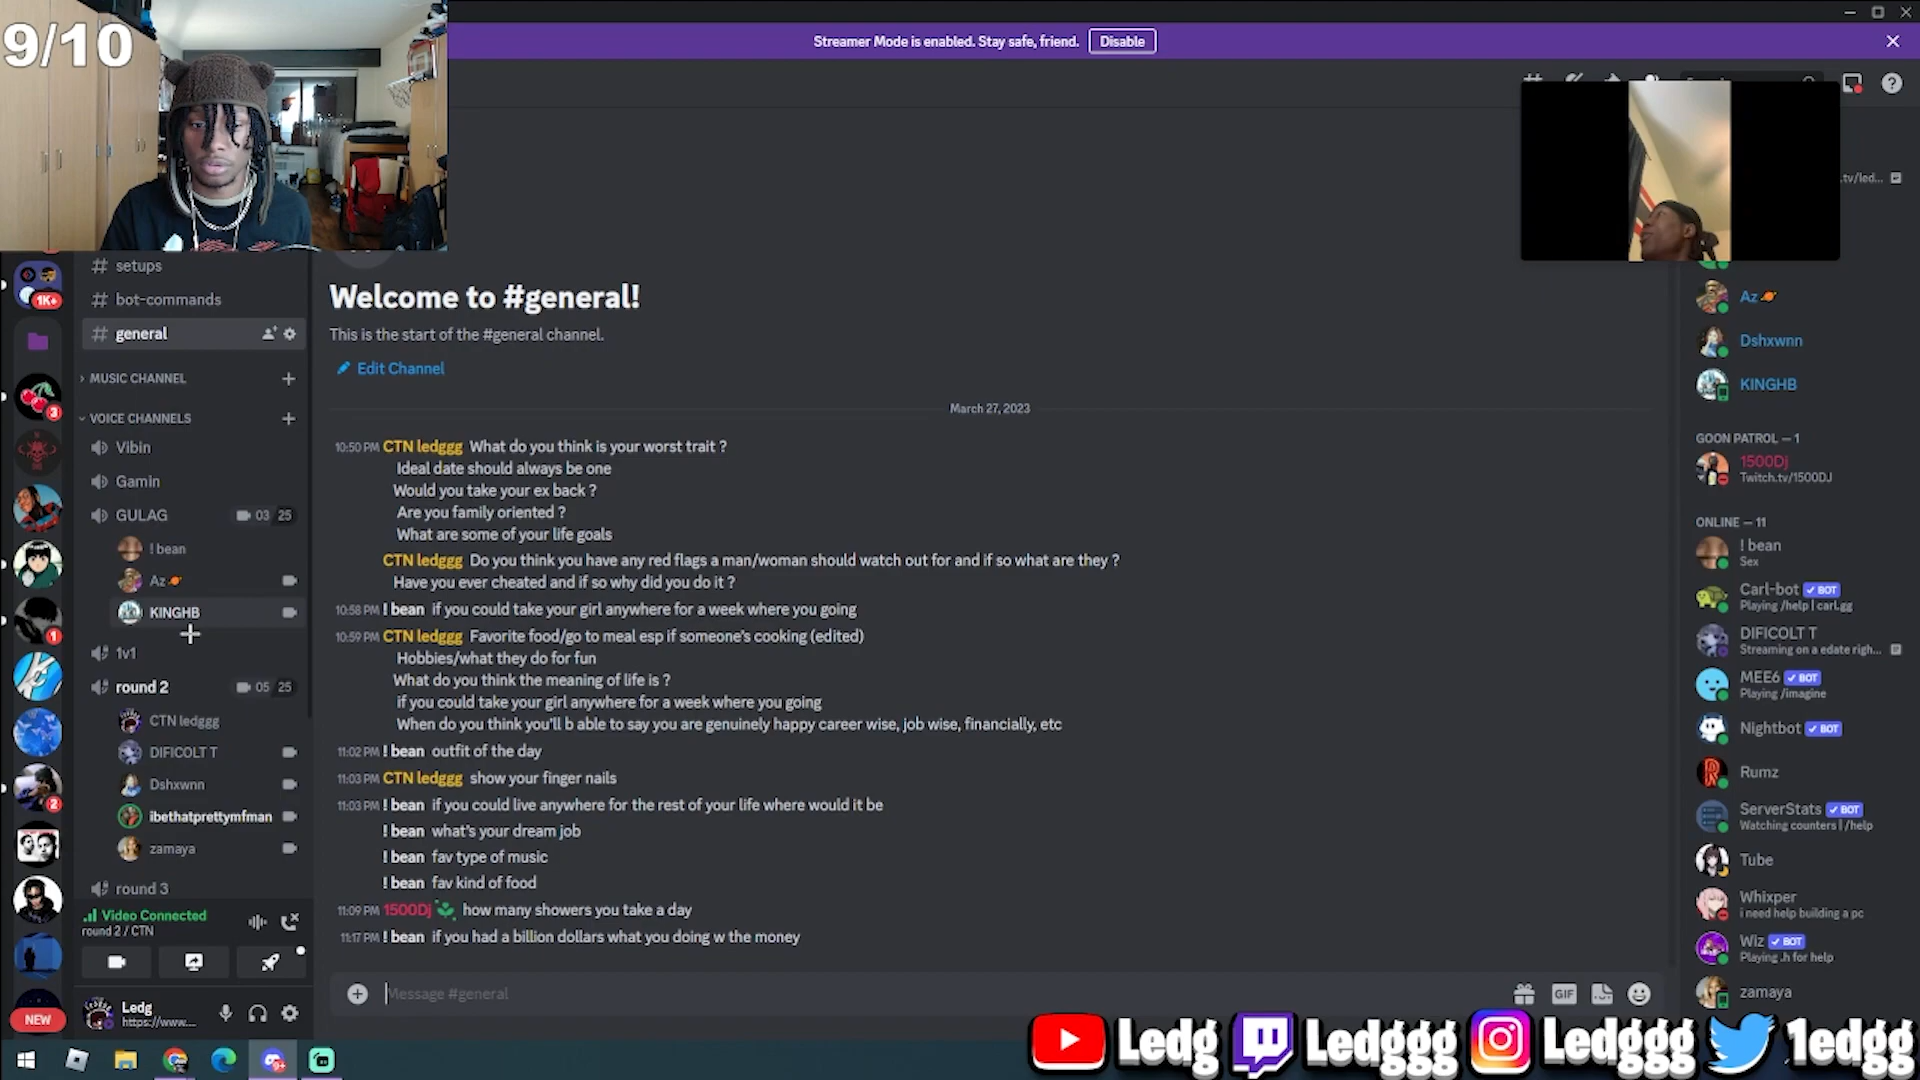 9/10
Streamer Mode is enabled. Stay safe, friend. Disable
.tv/led...
setups
bot-commands
general
MUSIC CHANNEL
VOICE CHANNELS
Vibin
Gamin
GULAG 03 25
! bean
Az
KINGHB
1v1
round 2 05 25
CTN ledggg
DIFICOLT T
Dshxwnn
ibethatprettymfman
zamaya
round 3
Video Connected
round 2 / CTN
Ledg
https://www....
1K+
3
1
2
NEW
Welcome to #general!
This is the start of the #general channel.
Edit Channel
March 27, 2023
10:50 PM CTN ledggg What do you think is your worst trait ?
Ideal date should always be one
Would you take your ex back ?
Are you family oriented ?
What are some of your life goals
CTN ledggg Do you think you have any red flags a man/woman should watch out for and if so what are they ?
Have you ever cheated and if so why did you do it ?
10:58 PM ! bean if you could take your girl anywhere for a week where you going
10:59 PM CTN ledggg Favorite food/go to meal esp if someone's cooking (edited)
Hobbies/what they do for fun
What do you think the meaning of life is ?
if you could take your girl anywhere for a week where you going
When do you think you'll b able to say you are genuinely happy career wise, job wise, financially, etc
11:02 PM ! bean outfit of the day
11:03 PM CTN ledggg show your finger nails
11:03 PM ! bean if you could live anywhere for the rest of your life where would it be
! bean what's your dream job
! bean fav type of music
! bean fav kind of food
11:09 PM 1500Dj how many showers you take a day
11:17 PM ! bean if you had a billion dollars what you doing w the money
Message #general
GIF
Az
Dshxwnn
KINGHB
GOON PATROL — 1
1500Dj
Twitch.tv/1500DJ
ONLINE — 11
! bean
Sex
Carl-bot BOT
Playing /help | carl.gg
DIFICOLT T
Streaming on a edate righ...
MEE6 BOT
Playing /imagine
Nightbot BOT
Rumz
ServerStats BOT
Watching counters | /help
Tube
Whixper
i need help building a pc
Wiz BOT
Playing .h for help
zamaya
Ledg Ledggg Ledggg 1edgg